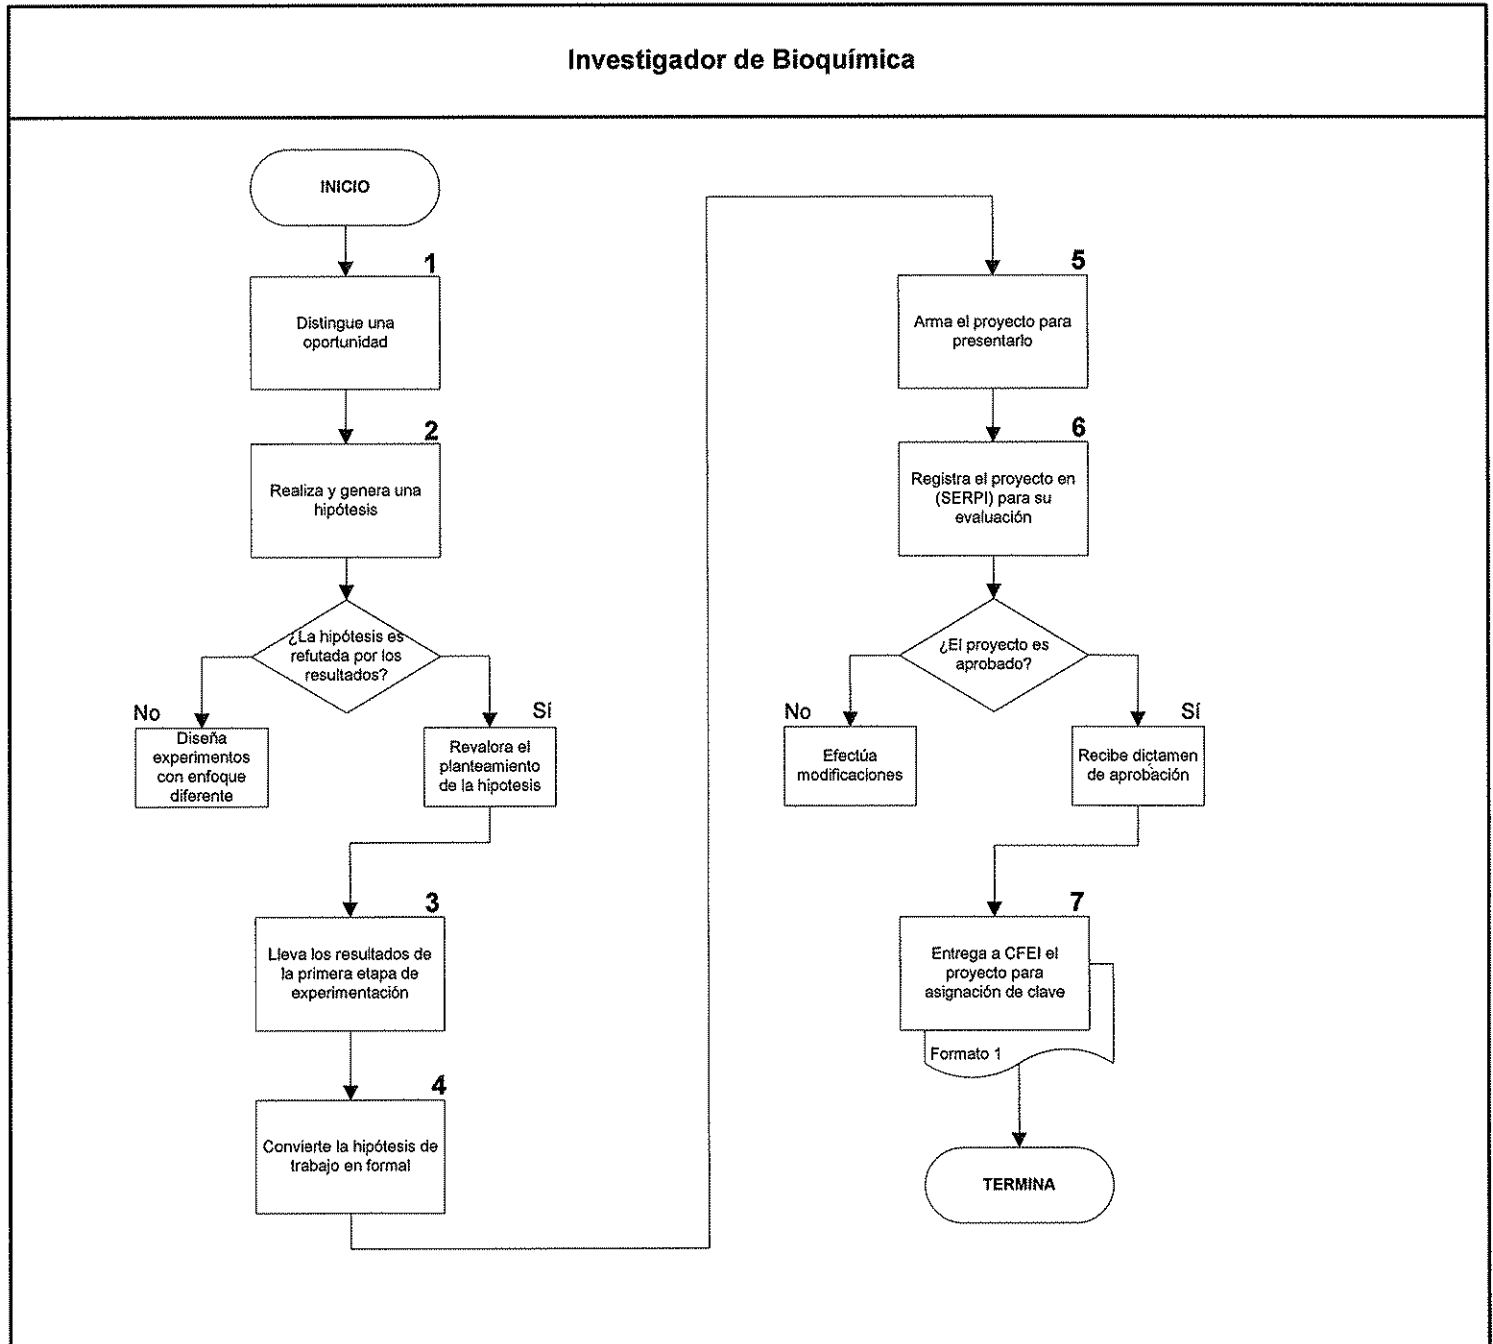 Investigador de Bioquímica
INICIO
1
Distingue una
oportunidad
2
Realiza y genera una
hipótesis
¿La hipótesis es
refutada por los
resultados?
No
Diseña
experimentos
con enfoque
diferente
Sí
Revalora el
planteamiento
de la hipotesis
3
Lleva los resultados de
la primera etapa de
experimentación
4
Convierte la hipótesis de
trabajo en formal
5
Arma el proyecto para
presentarlo
6
Registra el proyecto en
(SERPI) para su
evaluación
¿El proyecto es
aprobado?
No
Efectúa
modificaciones
Sí
Recibe dictamen
de aprobación
7
Entrega a CFEI el
proyecto para
asignación de clave
Formato 1
TERMINA